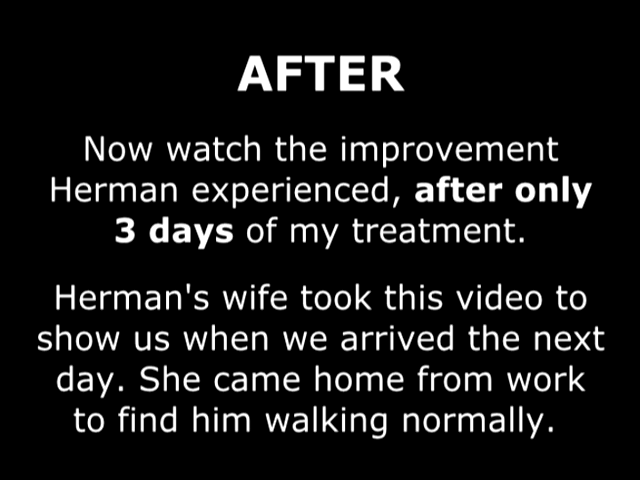 AFTER
Now watch the improvement
Herman experienced, after only
3 days of my treatment.
Herman's wife took this video to
show us when we arrived the next
day. She came home from work
to find him walking normally.